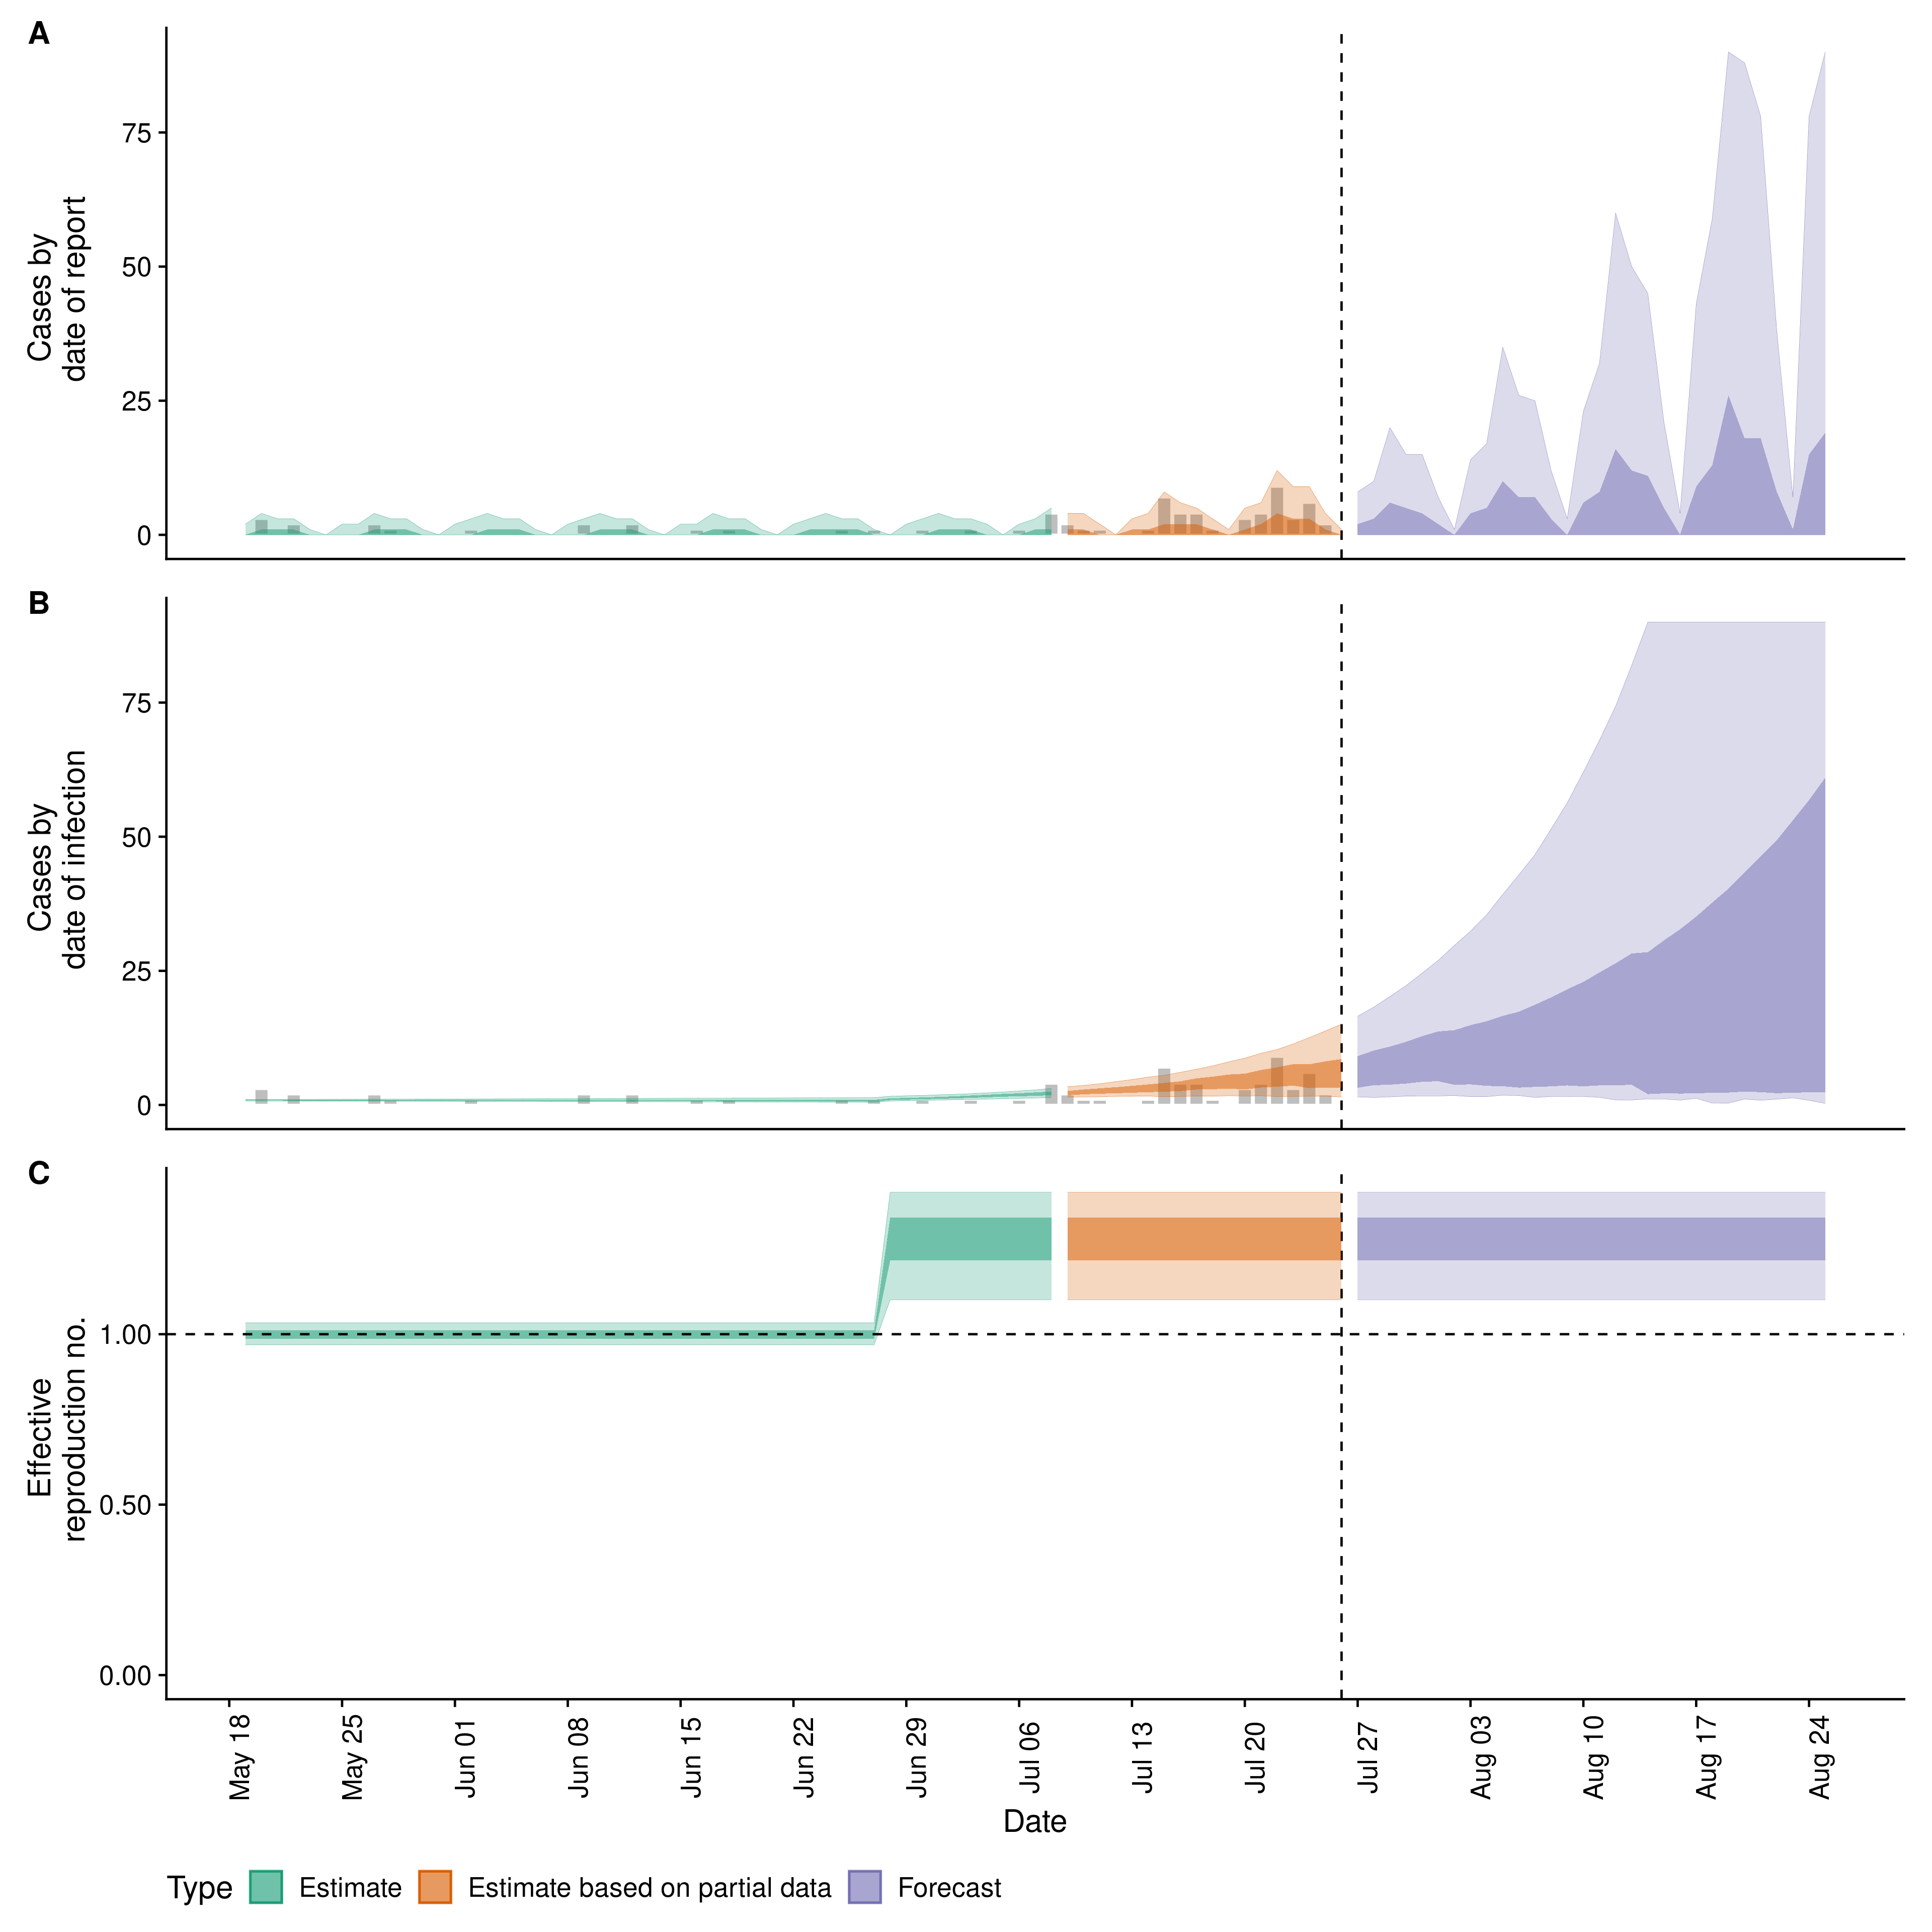 A
Cases by
date of report
75
50
25
0
B
Cases by
date of infection
75
50
25
0
C
Effective
reproduction no.
1.00
0.50
0.00
May 18
May 25
Jun 01
Jun 08
Jun 15
Jun 22
Jun 29
Jul 06
Jul 13
Jul 20
Jul 27
Aug 03
Aug 10
Aug 17
Aug 24
Date
Type Estimate Estimate based on partial data Forecast